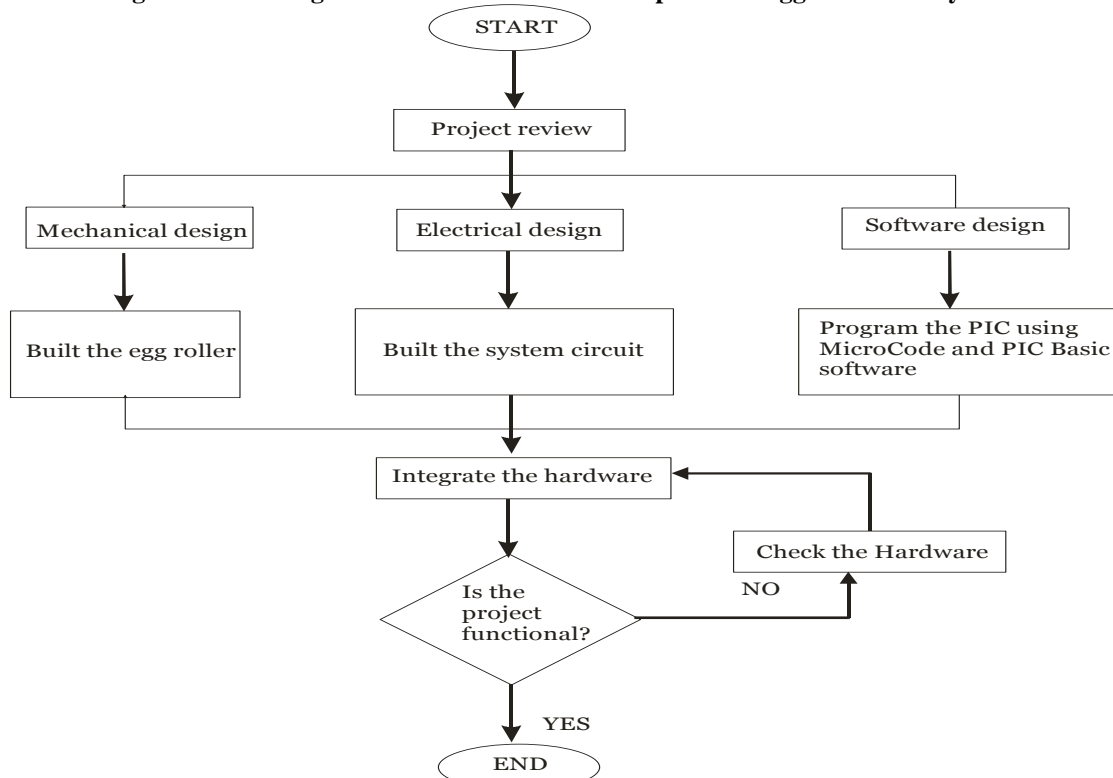 START
Project review
Mechanical design
Electrical design
Software design
Built the egg roller
Built the system circuit
Program the PIC using
MicroCode and PIC Basic
software
Integrate the hardware
Check the Hardware
Is the
project
functional?
NO
YES
END